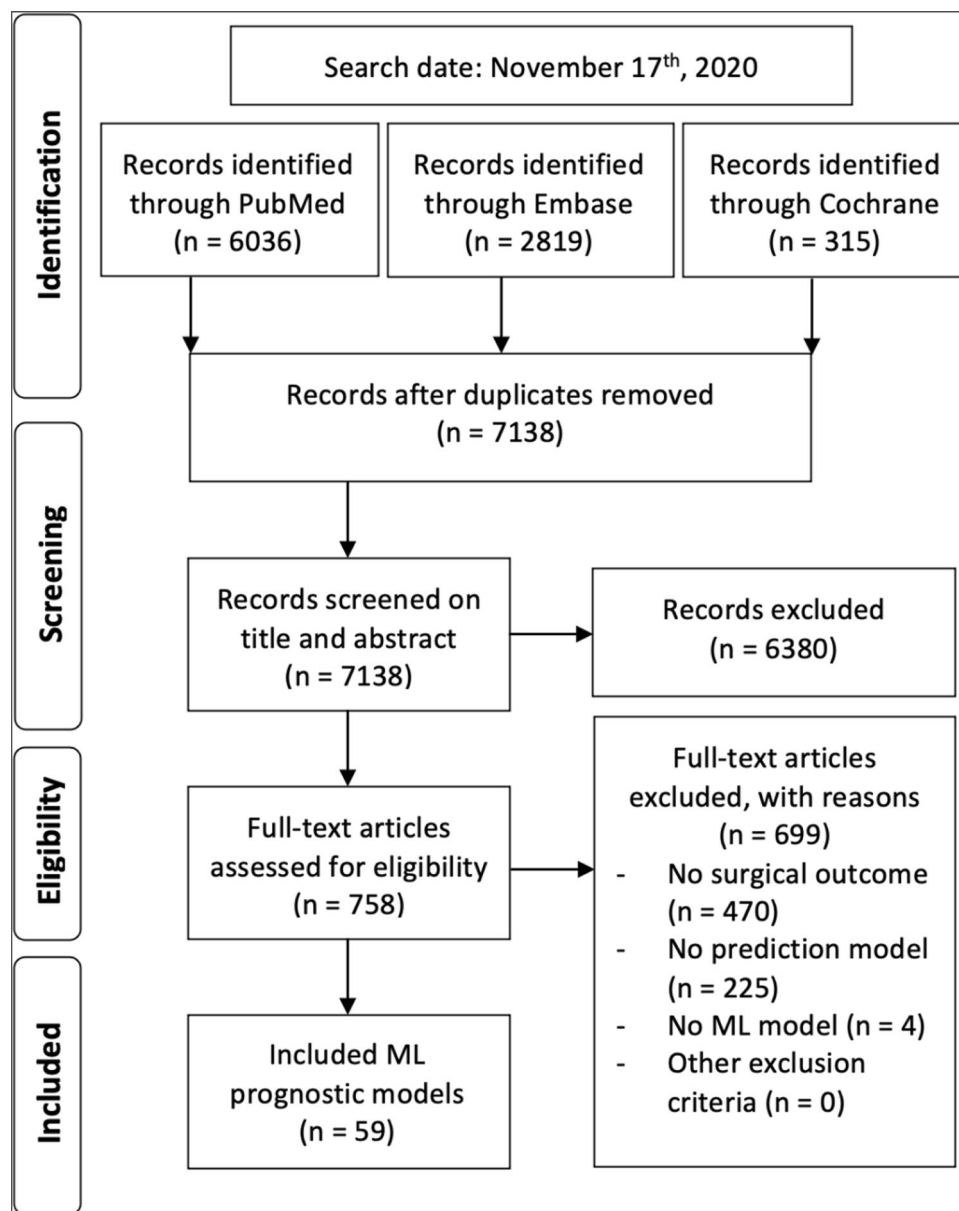 Identification
Search date: November 17th, 2020
Records identified
through PubMed
(n = 6036)
Records identified
through Embase
(n = 2819)
Records identified
through Cochrane
(n = 315)
Records after duplicates removed
(n = 7138)
Screening
Records screened on
title and abstract
(n = 7138)
Records excluded
(n = 6380)
Eligibility
Full-text articles
assessed for eligibility
(n = 758)
Full-text articles
excluded, with reasons
(n = 699)
- No surgical outcome
(n = 470)
- No prediction model
(n = 225)
- No ML model (n = 4)
- Other exclusion
criteria (n = 0)
Included
Included ML
prognostic models
(n = 59)